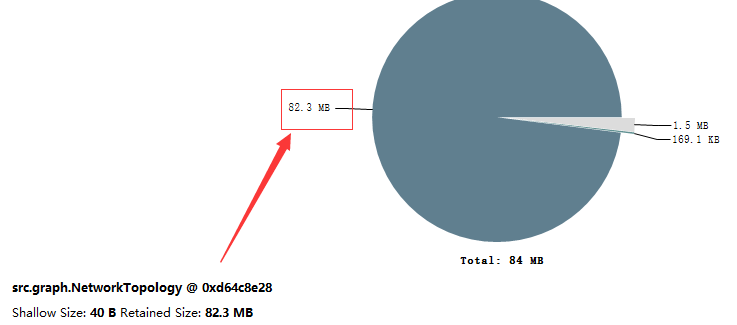 82.3 MB
1.5 MB
169.1 KB
Total: 84 MB
src.graph.NetworkTopology @ 0xd64c8e28
Shallow Size: 40 B Retained Size: 82.3 MB